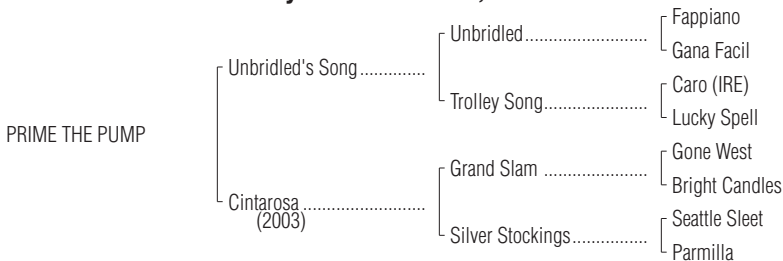 Fappiano
Unbridled
Gana Facil
Unbridled's Song
Caro (IRE)
Trolley Song
Lucky Spell
PRIME THE PUMP
Gone West
Grand Slam
Bright Candles
Cintarosa
(2003)
Seattle Sleet
Silver Stockings
Parmilla